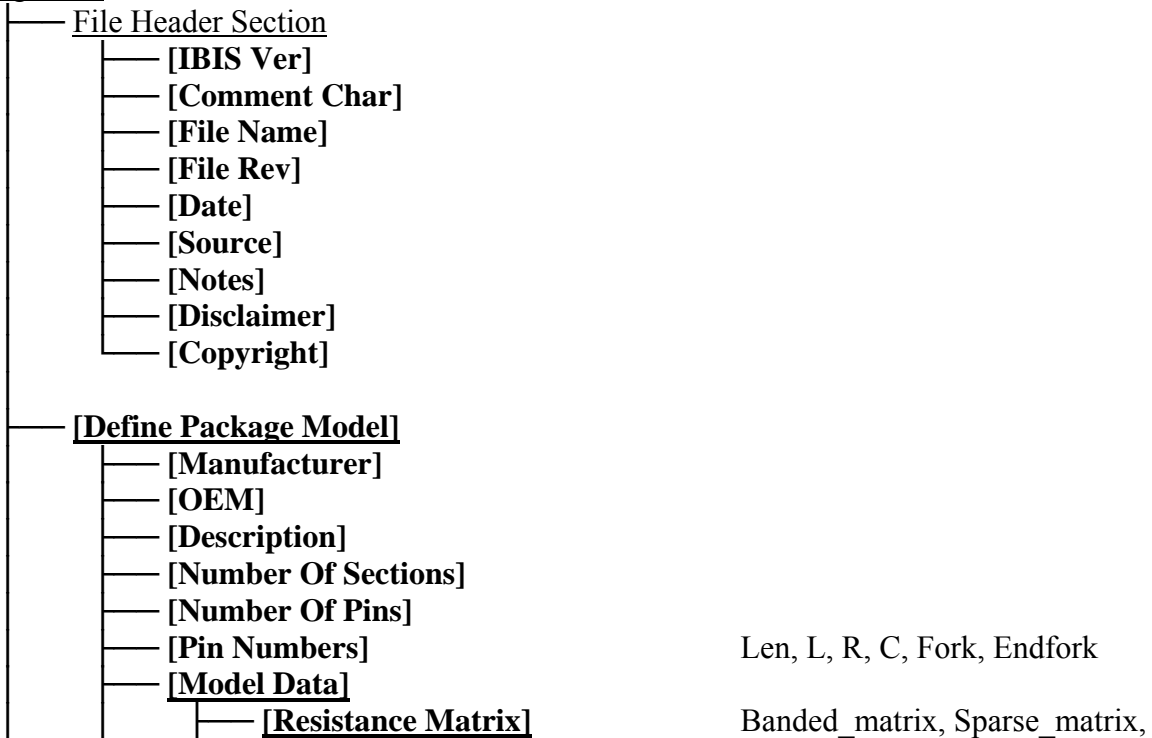 File Header Section
[IBIS Ver]
[Comment Char]
[File Name]
[File Rev]
[Date]
[Source]
[Notes]
[Disclaimer]
[Copyright]
[Define Package Model]
[Manufacturer]
[OEM]
[Description]
[Number Of Sections]
[Number Of Pins]
[Pin Numbers] Len, L, R, C, Fork, Endfork
[Model Data]
[Resistance Matrix] Banded_matrix, Sparse_matrix,